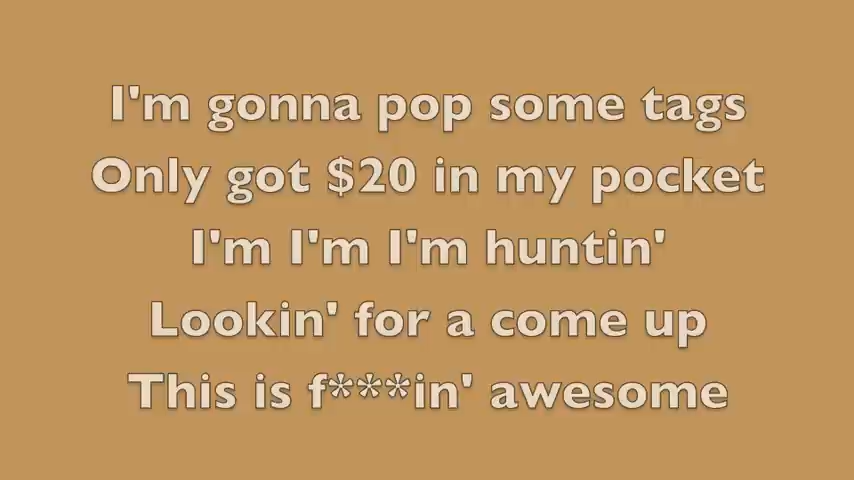 I'm gonna pop some tags
Only got $20 in my pocket
I'm I'm I'm huntin'
Lookin' for a come up
This is f***in' awesome